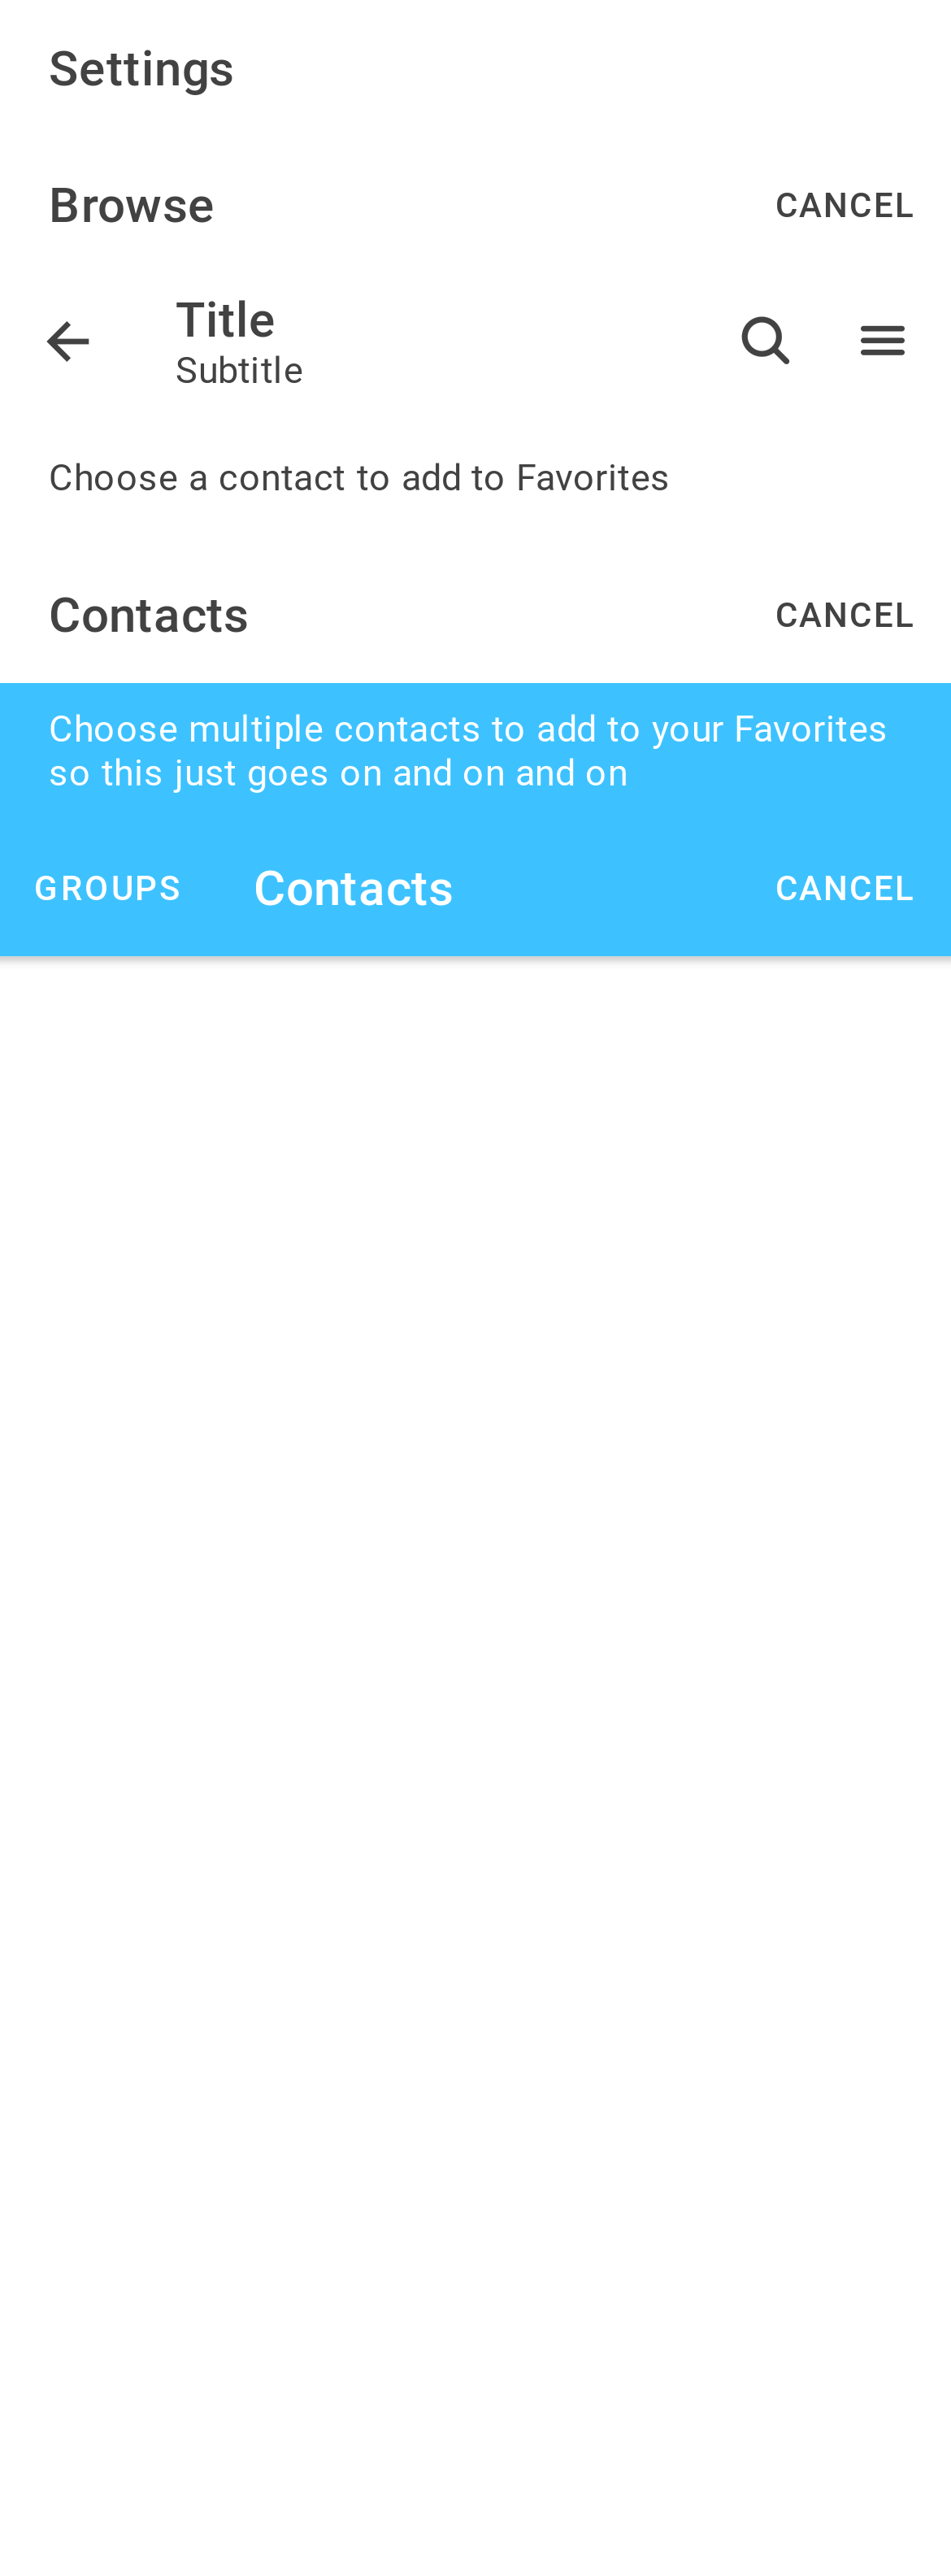 Settings
Browse CANCEL
Title
Subtitle
Choose a contact to add to Favorites
Contacts CANCEL
Choose multiple contacts to add to your Favorites
so this just goes on and on and on
GROUPS Contacts CANCEL